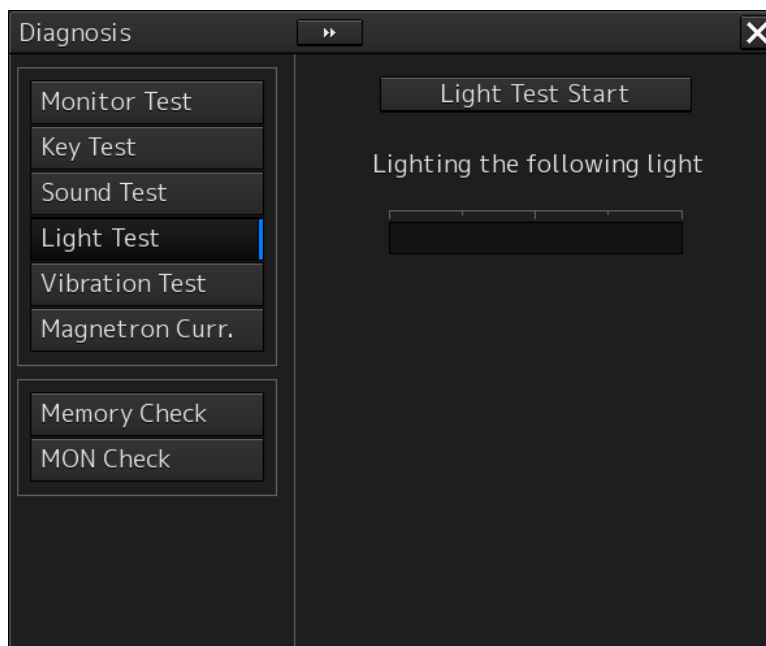 Diagnosis
Monitor Test
Key Test
Sound Test
Light Test
Vibration Test
Magnetron Curr.
Memory Check
MON Check
Light Test Start
Lighting the following light